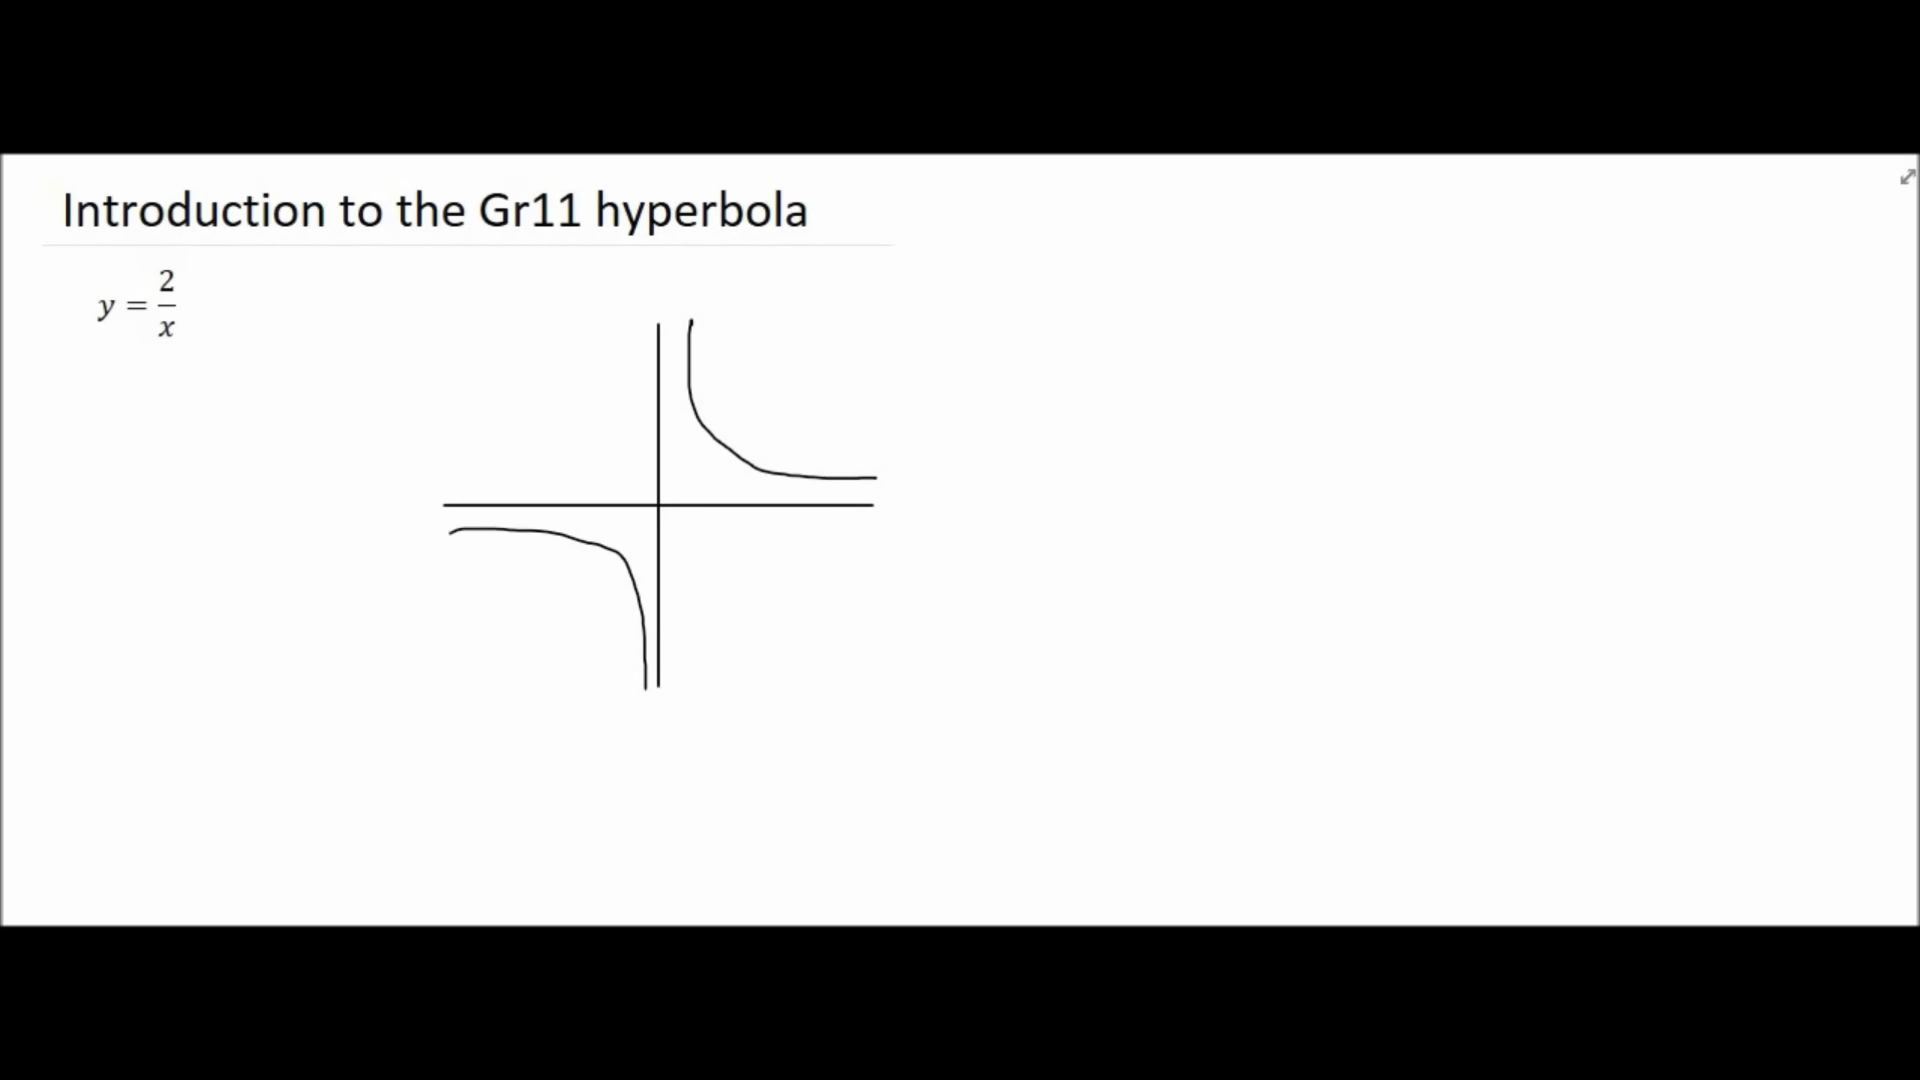 Introduction to the Gr11 hyperbola
y = 2/x